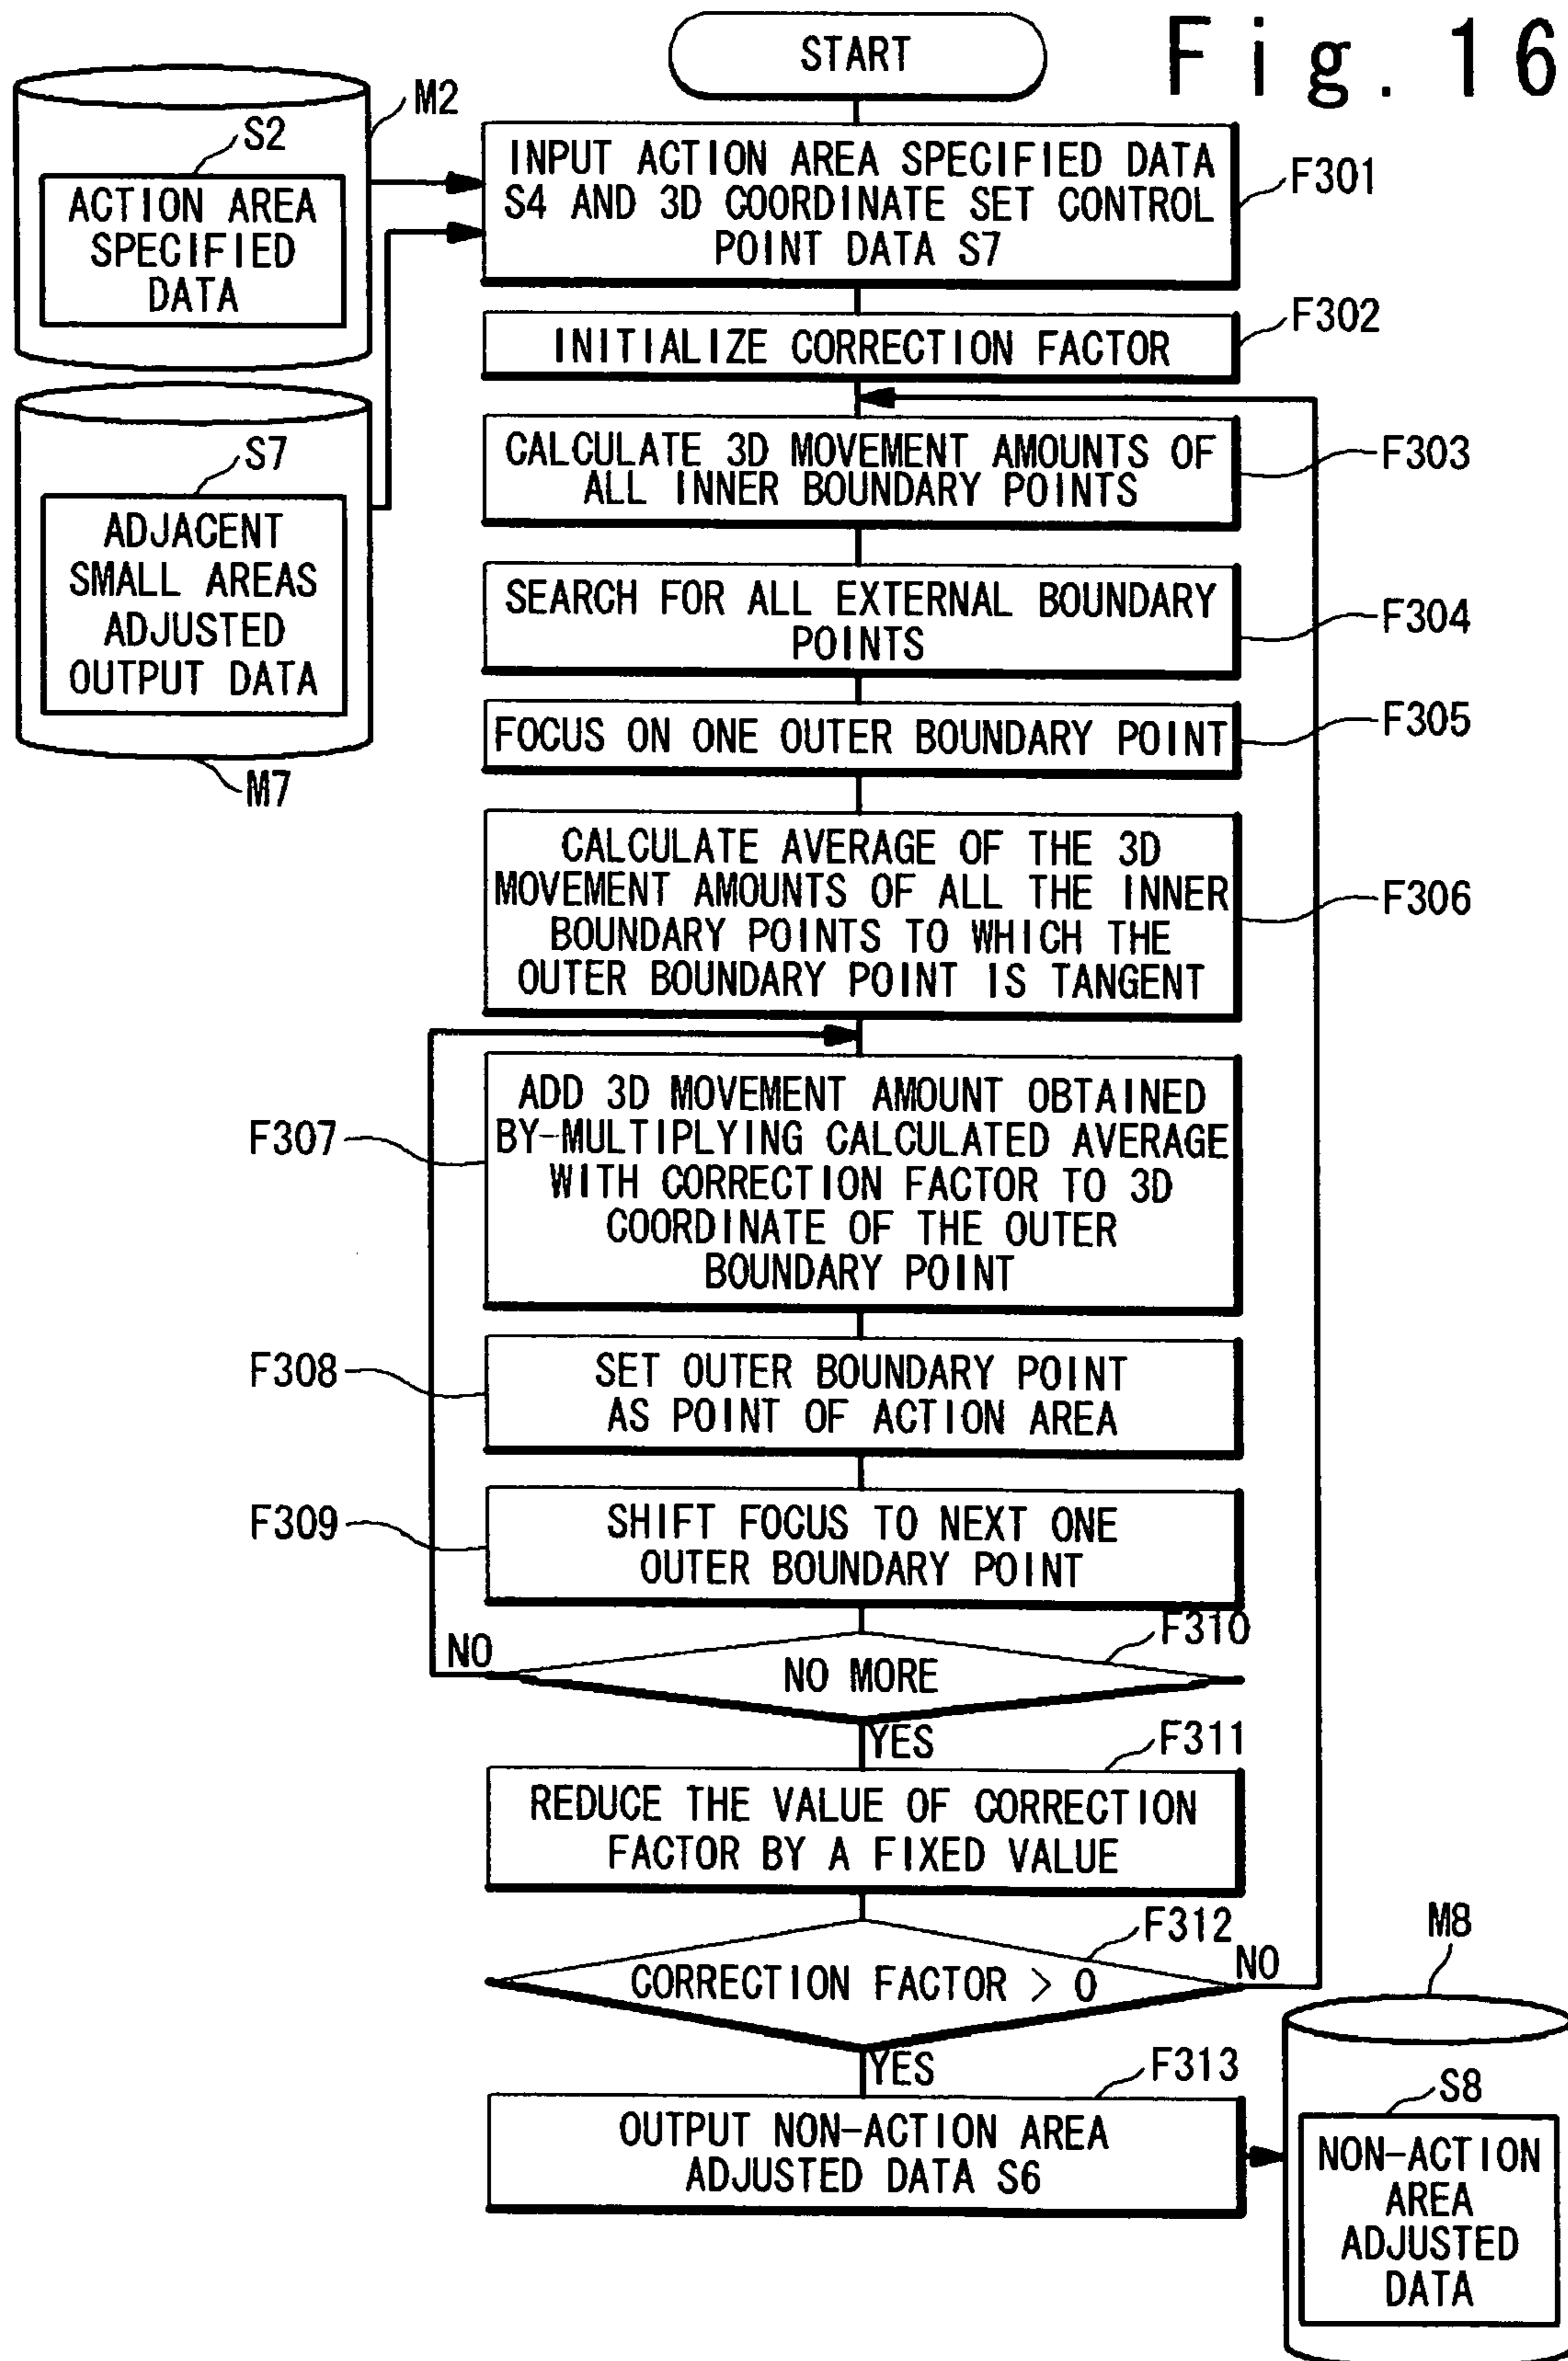 Fig. 16
START
M2
S2
ACTION AREA
SPECIFIED
DATA
INPUT ACTION AREA SPECIFIED DATA
S4 AND 3D COORDINATE SET CONTROL
POINT DATA S7
F301
INITIALIZE CORRECTION FACTOR
F302
S7
ADJACENT
SMALL AREAS
ADJUSTED
OUTPUT DATA
M7
CALCULATE 3D MOVEMENT AMOUNTS OF
ALL INNER BOUNDARY POINTS
F303
SEARCH FOR ALL EXTERNAL BOUNDARY
POINTS
F304
FOCUS ON ONE OUTER BOUNDARY POINT
F305
CALCULATE AVERAGE OF THE 3D
MOVEMENT AMOUNTS OF ALL THE INNER
BOUNDARY POINTS TO WHICH THE
OUTER BOUNDARY POINT IS TANGENT
F306
F307
ADD 3D MOVEMENT AMOUNT OBTAINED
BY-MULTIPLYING CALCULATED AVERAGE
WITH CORRECTION FACTOR TO 3D
COORDINATE OF THE OUTER
BOUNDARY POINT
F308
SET OUTER BOUNDARY POINT
AS POINT OF ACTION AREA
F309
SHIFT FOCUS TO NEXT ONE
OUTER BOUNDARY POINT
F310
NO
NO MORE
YES
F311
REDUCE THE VALUE OF CORRECTION
FACTOR BY A FIXED VALUE
F312
CORRECTION FACTOR > 0
NO
YES
F313
OUTPUT NON-ACTION AREA
ADJUSTED DATA S6
M8
S8
NON-ACTION
AREA
ADJUSTED
DATA